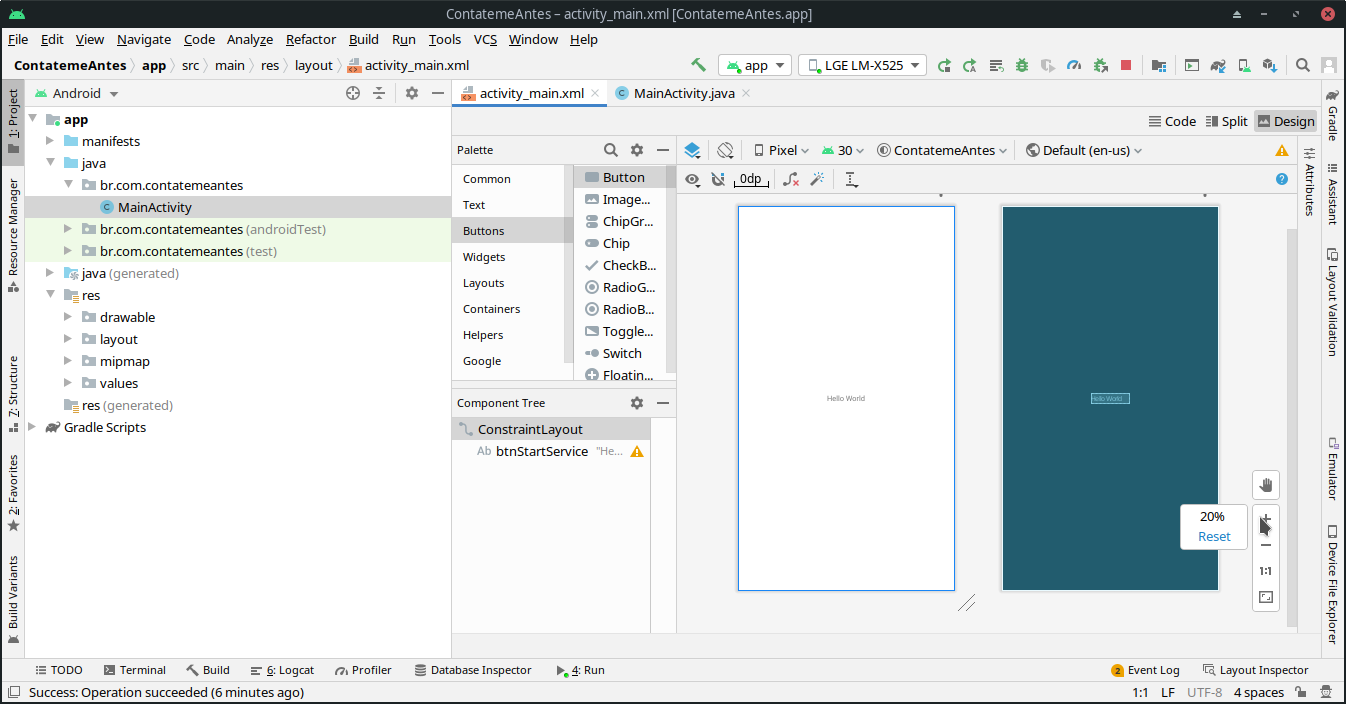 ContatemeAntes – activity_main.xml [ContatemeAntes.app]
File Edit View Navigate Code Analyze Refactor Build Run Tools VCS Window Help
ContatemeAntes app src main res layout activity_main.xml
app
LGE LM-X525
1: Project
Resource Manager
7: Structure
2: Favorites
Build Variants
Android
app
manifests
java
br.com.contatemeantes
MainActivity
br.com.contatemeantes (androidTest)
br.com.contatemeantes (test)
java (generated)
res
drawable
layout
mipmap
values
res (generated)
Gradle Scripts
activity_main.xml
MainActivity.java
Code Split Design
Palette
Common
Text
Buttons
Widgets
Layouts
Containers
Helpers
Google
Button
Image...
ChipGr...
Chip
CheckB...
RadioG...
RadioB...
Toggle...
Switch
Floatin...
Component Tree
ConstraintLayout
Ab btnStartService "He...
Pixel 30 ContatemeAntes Default (en-us)
0dp
Hello World
Hello World
20%
Reset
1:1
Attributes
Gradle
Assistant
Layout Validation
Emulator
Device File Explorer
TODO Terminal Build 6: Logcat Profiler Database Inspector 4: Run
2 Event Log Layout Inspector
Success: Operation succeeded (6 minutes ago)
1:1 LF UTF-8 4 spaces